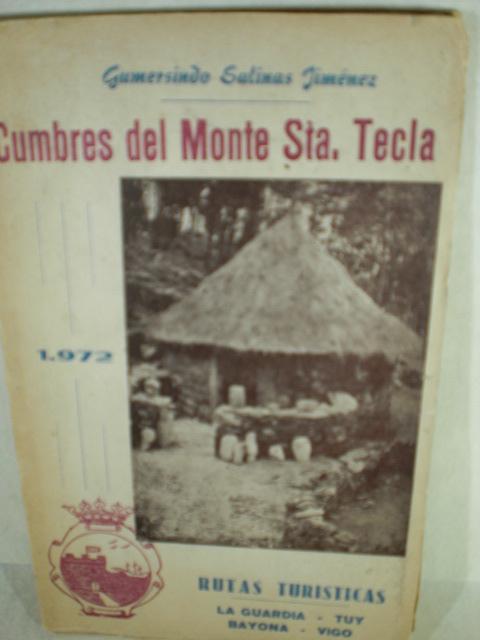 Gumersindo Salinas Jiménez
Cumbres del Monte Sta. Tecla
1.972
RUTAS TURISTICAS
LA GUARDIA - TUY
BAYONA - VIGO